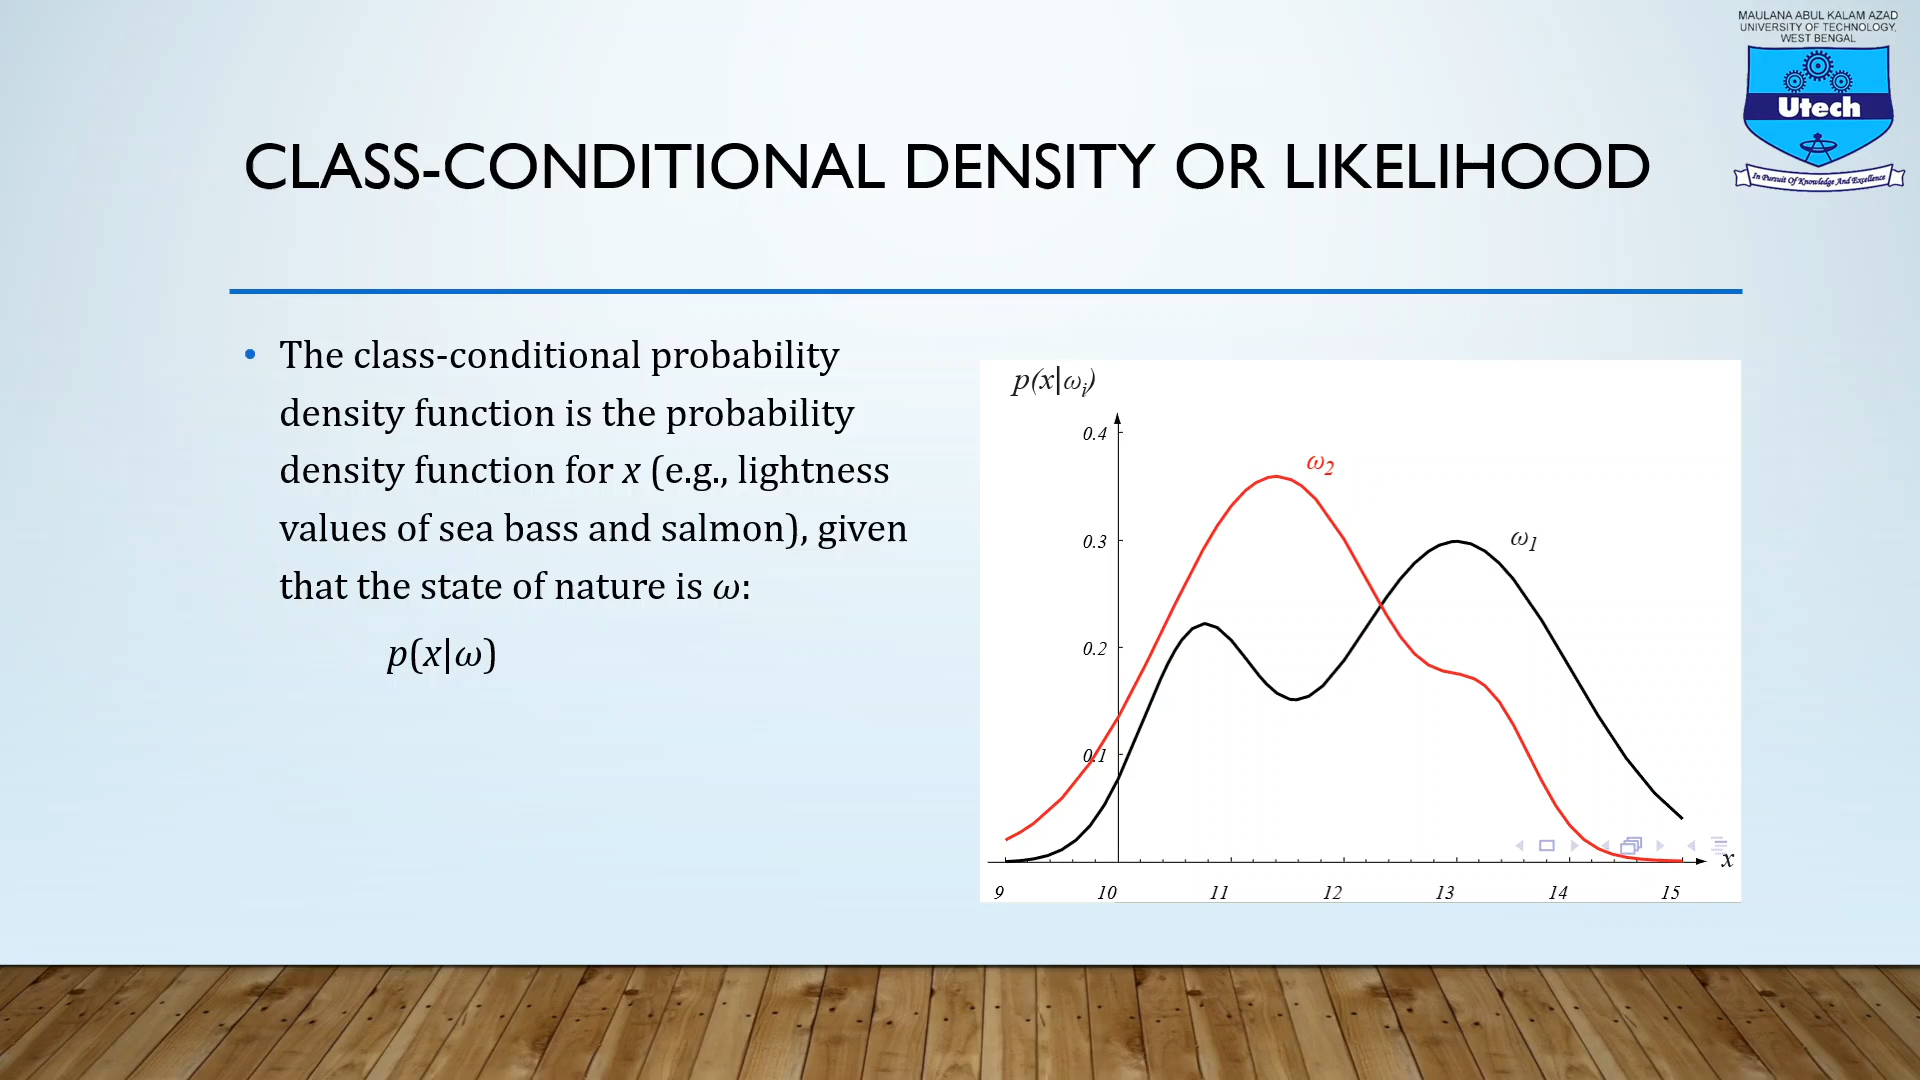 MAULANA ABUL KALAM AZAD
UNIVERSITY OF TECHNOLOGY,
WEST BENGAL
Utech
In Pursuit Of Knowledge And Excellence
CLASS-CONDITIONAL DENSITY OR LIKELIHOOD
• The class-conditional probability
density function is the probability
density function for x (e.g., lightness
values of sea bass and salmon), given
that the state of nature is ω:
p(x|ω)
p(x|ωᵢ)
0.4
ω₂
0.3
ω₁
0.2
0.1
x
9 10 11 12 13 14 15